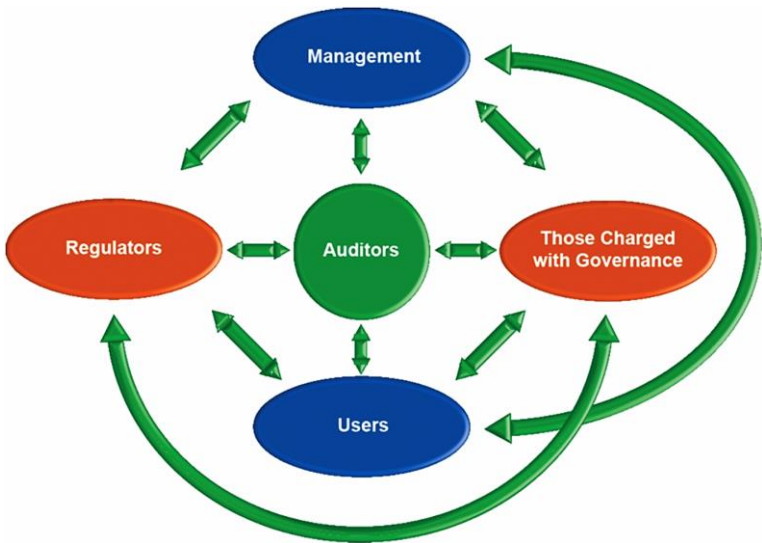 Management
Regulators
Auditors
Those Charged
with Governance
Users